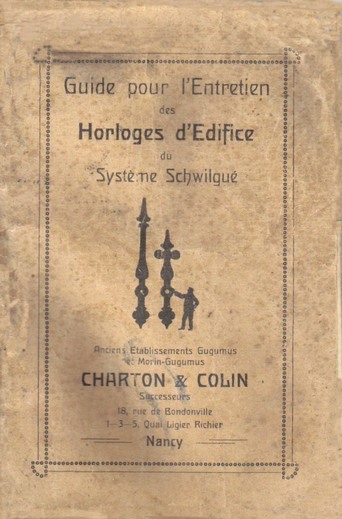 Guide pour l'Entretien
des
Horloges d'Edifice
du
Système Schwilgué
Anciens Etablissements Gugumus
et Morin-Gugumus
CHARTON & COLIN
Successeurs
18, rue de Bondonville
1-3-5, Quai Ligier Richier
Nancy